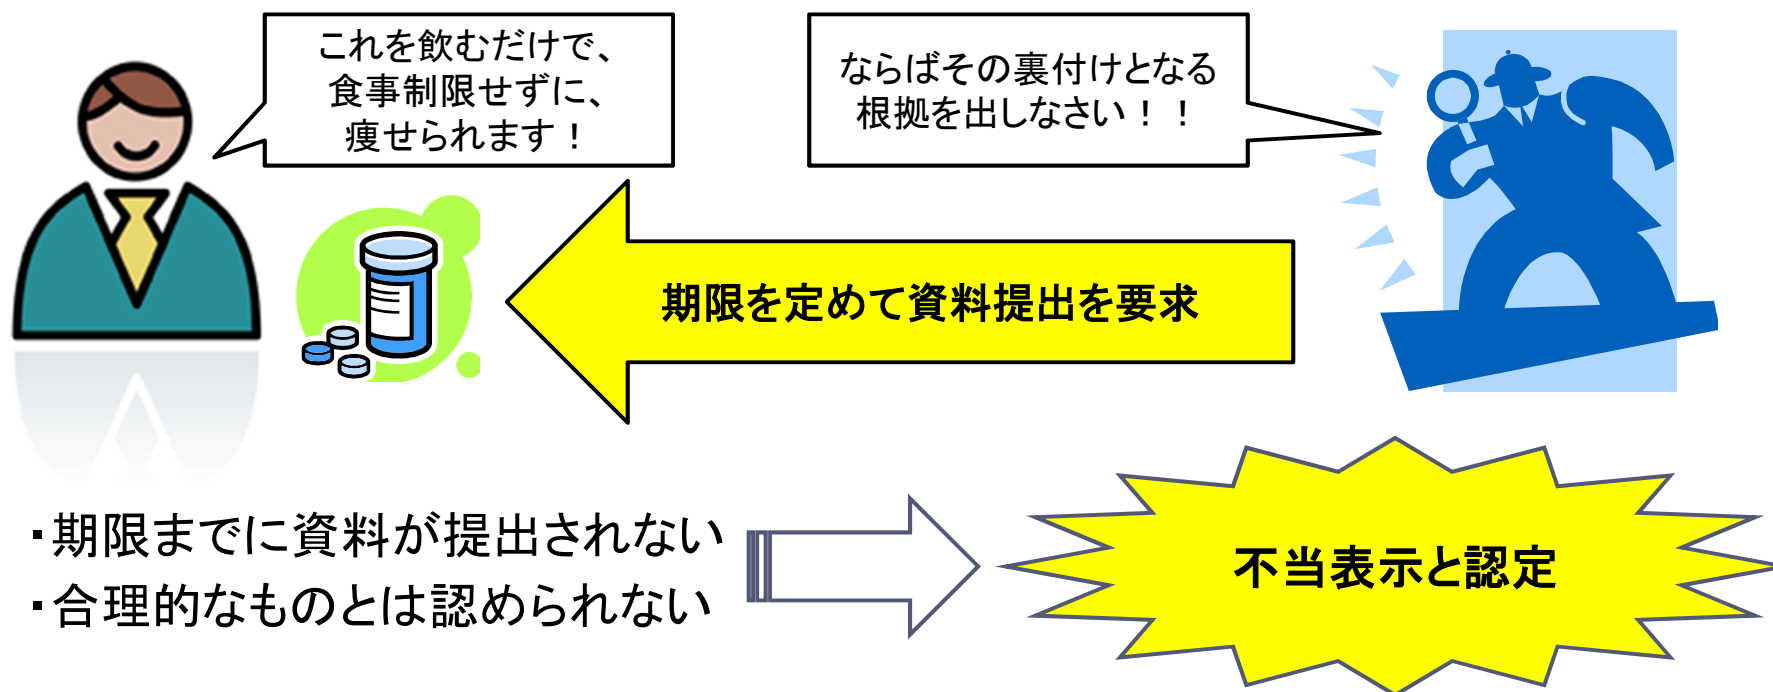 これを飲むだけで、
食事制限せずに、
痩せられます！
ならばその裏付けとなる
根拠を出しなさい！！
期限を定めて資料提出を要求
・期限までに資料が提出されない
・合理的なものとは認められない
不当表示と認定